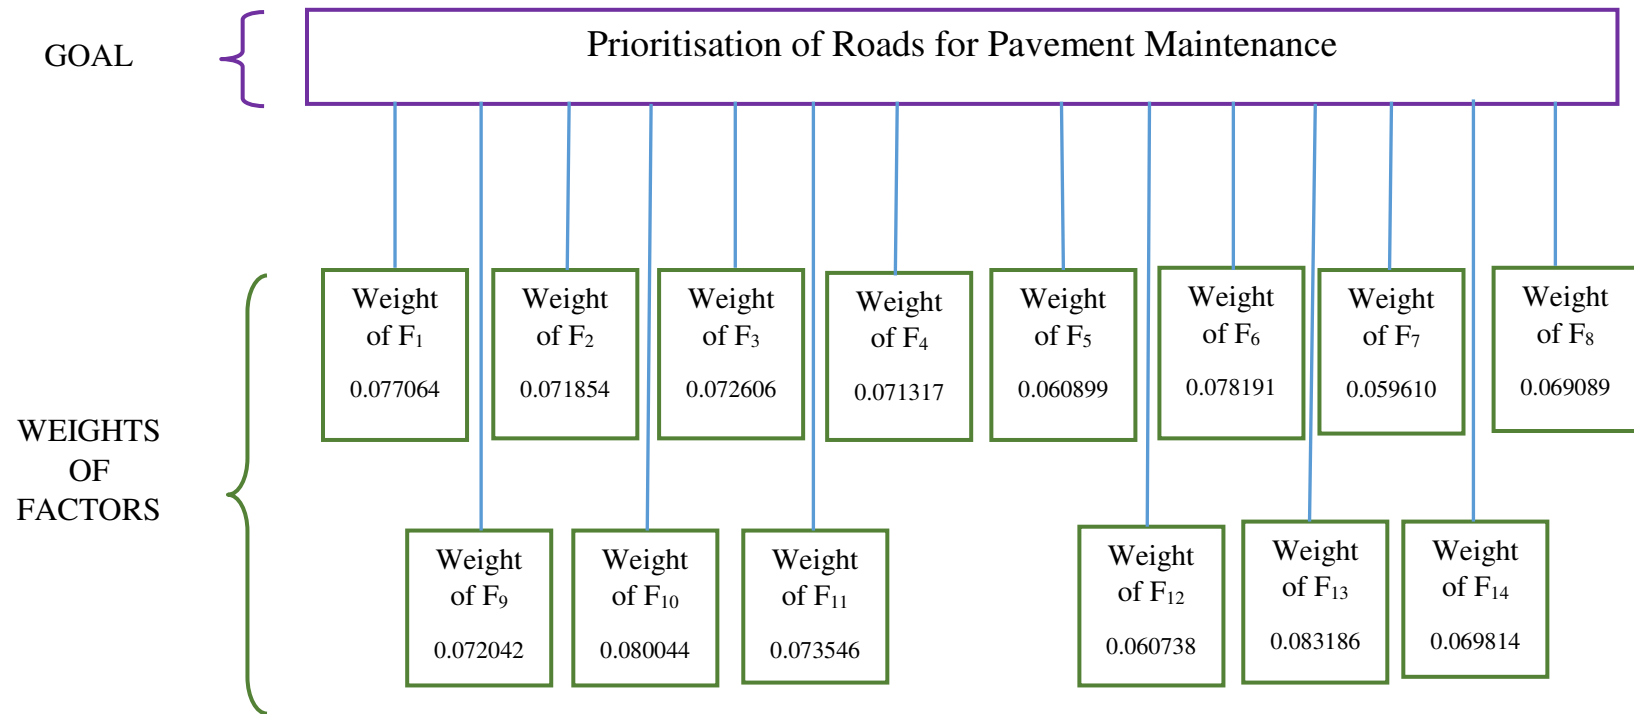 GOAL
Prioritisation of Roads for Pavement Maintenance
WEIGHTS
OF
FACTORS
Weight
of F₁
0.077064
Weight
of F₂
0.071854
Weight
of F₃
0.072606
Weight
of F₄
0.071317
Weight
of F₅
0.060899
Weight
of F₆
0.078191
Weight
of F₇
0.059610
Weight
of F₈
0.069089
Weight
of F₉
0.072042
Weight
of F₁₀
0.080044
Weight
of F₁₁
0.073546
Weight
of F₁₂
0.060738
Weight
of F₁₃
0.083186
Weight
of F₁₄
0.069814